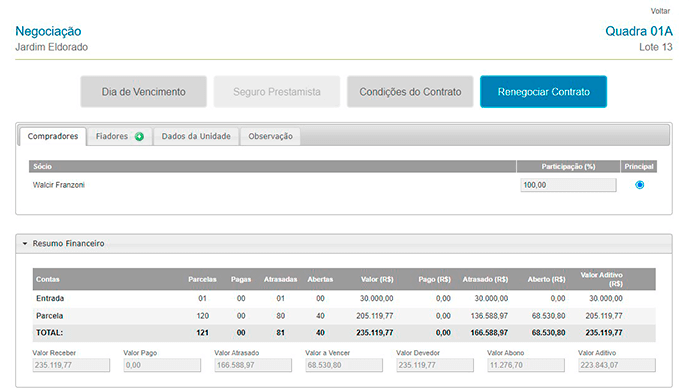 Voltar
Negociação Quadra 01A
Jardim Eldorado Lote 13
Dia de Vencimento Seguro Prestamista Condições do Contrato Renegociar Contrato
Compradores Fiadores Dados da Unidade Observação
Sócio Participação (%) Principal
Walcir Franzoni 100,00
Resumo Financeiro
Contas Parcelas Pagas Atrasadas Abertas Valor (R$) Pago (R$) Atrasado (R$) Aberto (R$) Valor Aditivo (R$)
Entrada 01 00 01 00 30.000,00 0,00 30.000,00 0,00 30.000,00
Parcela 120 00 80 40 205.119,77 0,00 136.588,97 68.530,80 205.119,77
TOTAL: 121 00 81 40 235.119,77 0,00 166.588,97 68.530,80 235.119,77
Valor Receber Valor Pago Valor Atrasado Valor a Vencer Valor Devedor Valor Abono Valor Aditivo
235.119,77 0,00 166.588,97 68.530,80 235.119,77 11.276,70 223.843,07